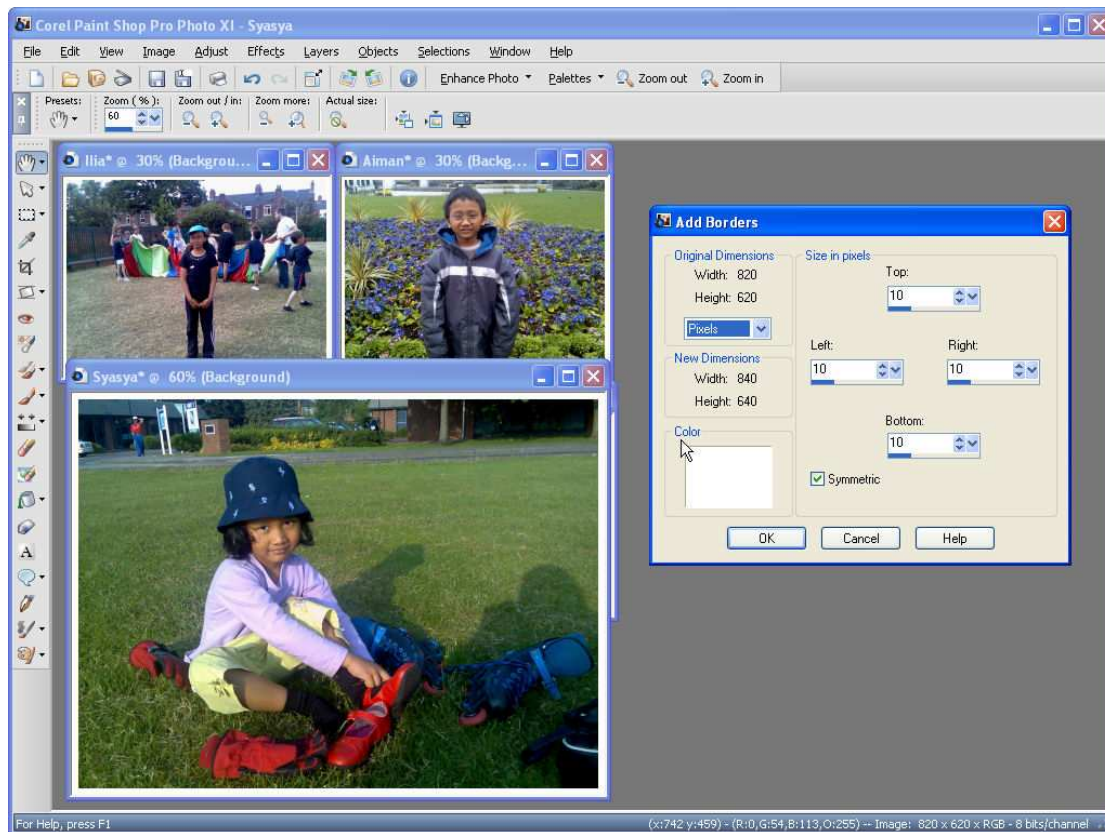 Corel Paint Shop Pro Photo XI - Syasya
File Edit View Image Adjust Effects Layers Objects Selections Window Help
Enhance Photo Palettes Zoom out Zoom in
Presets: Zoom ( % ): Zoom out / in: Zoom more: Actual size:
60
Ilia* @ 30% (Backgrou...
Aiman* @ 30% (Backg...
Syasya* @ 60% (Background)
Add Borders
Original Dimensions
Width: 820
Height: 620
Pixels
New Dimensions
Width: 840
Height: 640
Color
Size in pixels
Top:
10
Left: Right:
10 10
Bottom:
10
Symmetric
OK Cancel Help
A
For Help, press F1
(x:742 y:459) -- (R:0,G:54,B:113,O:255) -- Image: 820 x 620 x RGB - 8 bits/channel